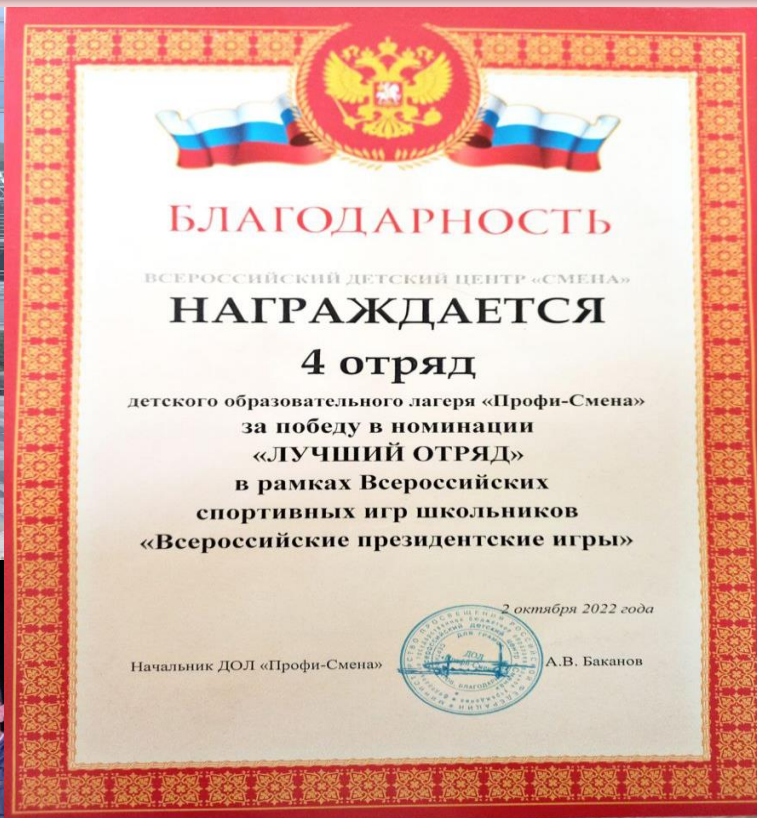 БЛАГОДАРНОСТЬ
ВСЕРОССИЙСКИЙ ДЕТСКИЙ ЦЕНТР «СМЕНА»
НАГРАЖДАЕТСЯ
4 отряд
детского образовательного лагеря «Профи-Смена»
за победу в номинации
«ЛУЧШИЙ ОТРЯД»
в рамках Всероссийских
спортивных игр школьников
«Всероссийские президентские игры»
2 октября 2022 года
Начальник ДОЛ «Профи-Смена»
А.В. Баканов